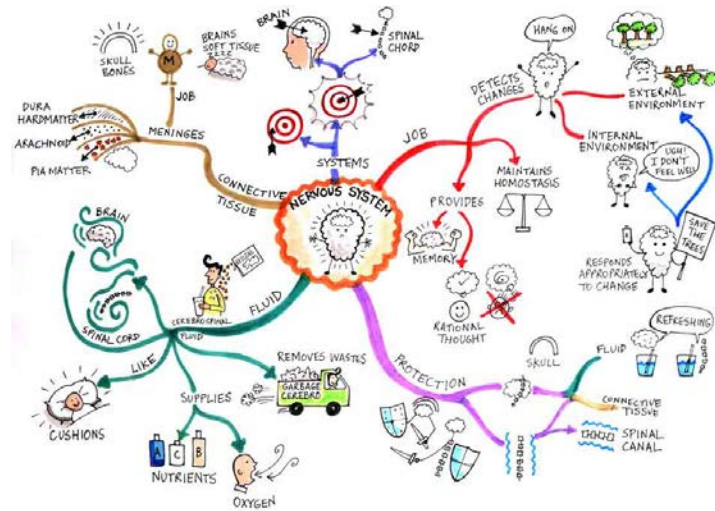 NERVOUS SYSTEM
CONNECTIVE
TISSUE
MENINGES
JOB
SKULL
BONES
M
BRAINS
SOFT TISSUE
ZZZZ
DURA
HARDMATTER
ARACHNOID
PIA MATTER
SYSTEMS
BRAIN
SPINAL
CHORD
JOB
DETECTS
CHANGES
HANG ON
EXTERNAL
ENVIRONMENT
INTERNAL
ENVIRONMENT
UGH!
I DON'T
FEEL WELL
SAVE
THE
TREES
RESPONDS
APPROPRIATELY
TO CHANGE
MAINTAINS
HOMOSTASIS
PROVIDES
MEMORY
RATIONAL
THOUGHT
PROTECTION
SKULL
FLUID
CONNECTIVE
TISSUE
SPINAL
CANAL
REFRESHING
FLUID
CEREBROSPINAL
FLUID
BRAIN
SPINAL CORD
LIKE
CUSHIONS
SUPPLIES
A C B
NUTRIENTS
OXYGEN
REMOVES WASTES
GARBAGE
CEREBRO